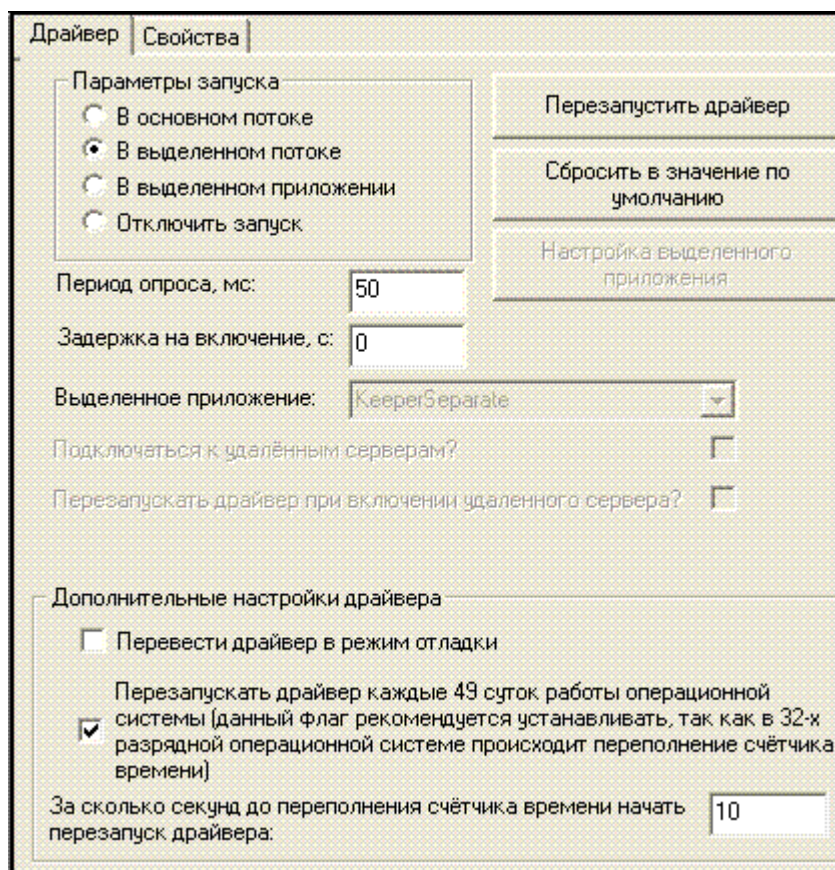 Драйвер
Свойства
Параметры запуска
В основном потоке
В выделенном потоке
В выделенном приложении
Отключить запуск
Перезапустить драйвер
Сбросить в значение по
умолчанию
Настройка выделенного
приложения
Период опроса, мс:
50
Задержка на включение, с:
0
Выделенное приложение:
KeeperSeparate
Подключаться к удалённым серверам?
Перезапускать драйвер при включении удаленного сервера?
Дополнительные настройки драйвера
Перевести драйвер в режим отладки
Перезапускать драйвер каждые 49 суток работы операционной
системы (данный флаг рекомендуется устанавливать, так как в 32-х
разрядной операционной системе происходит переполнение счётчика
времени)
За сколько секунд до переполнения счётчика времени начать
перезапуск драйвера:
10